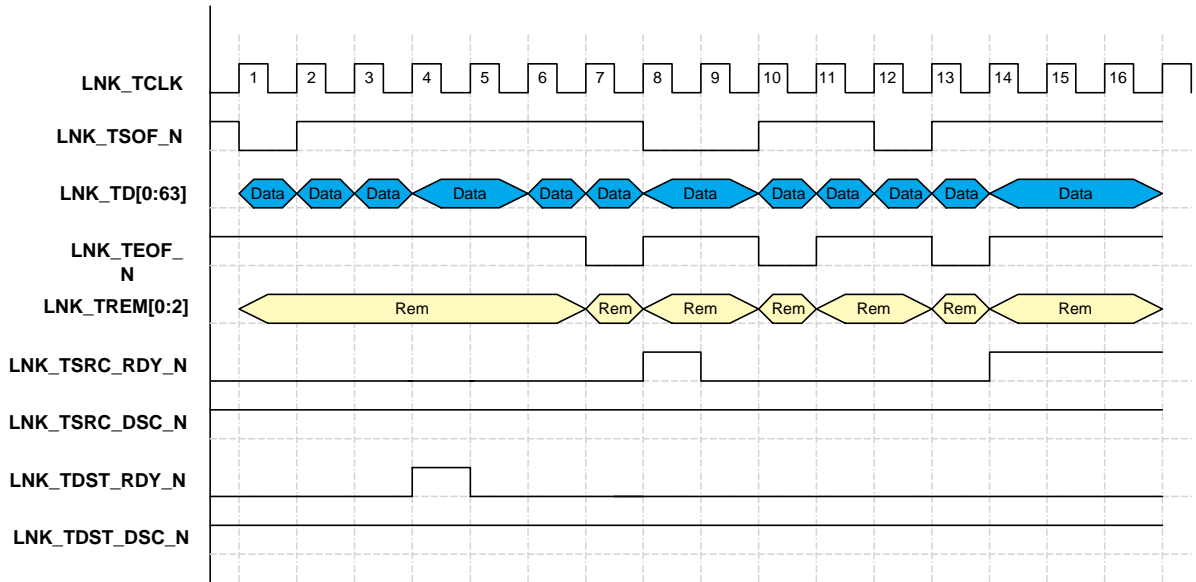 LNK_TCLK 1 2 3 4 5 6 7 8 9 10 11 12 13 14 15 16
LNK_TSOF_N
LNK_TD[0:63] Data Data Data Data Data Data Data Data Data Data Data Data
LNK_TEOF_
N
LNK_TREM[0:2] Rem Rem Rem Rem Rem Rem Rem
LNK_TSRC_RDY_N
LNK_TSRC_DSC_N
LNK_TDST_RDY_N
LNK_TDST_DSC_N